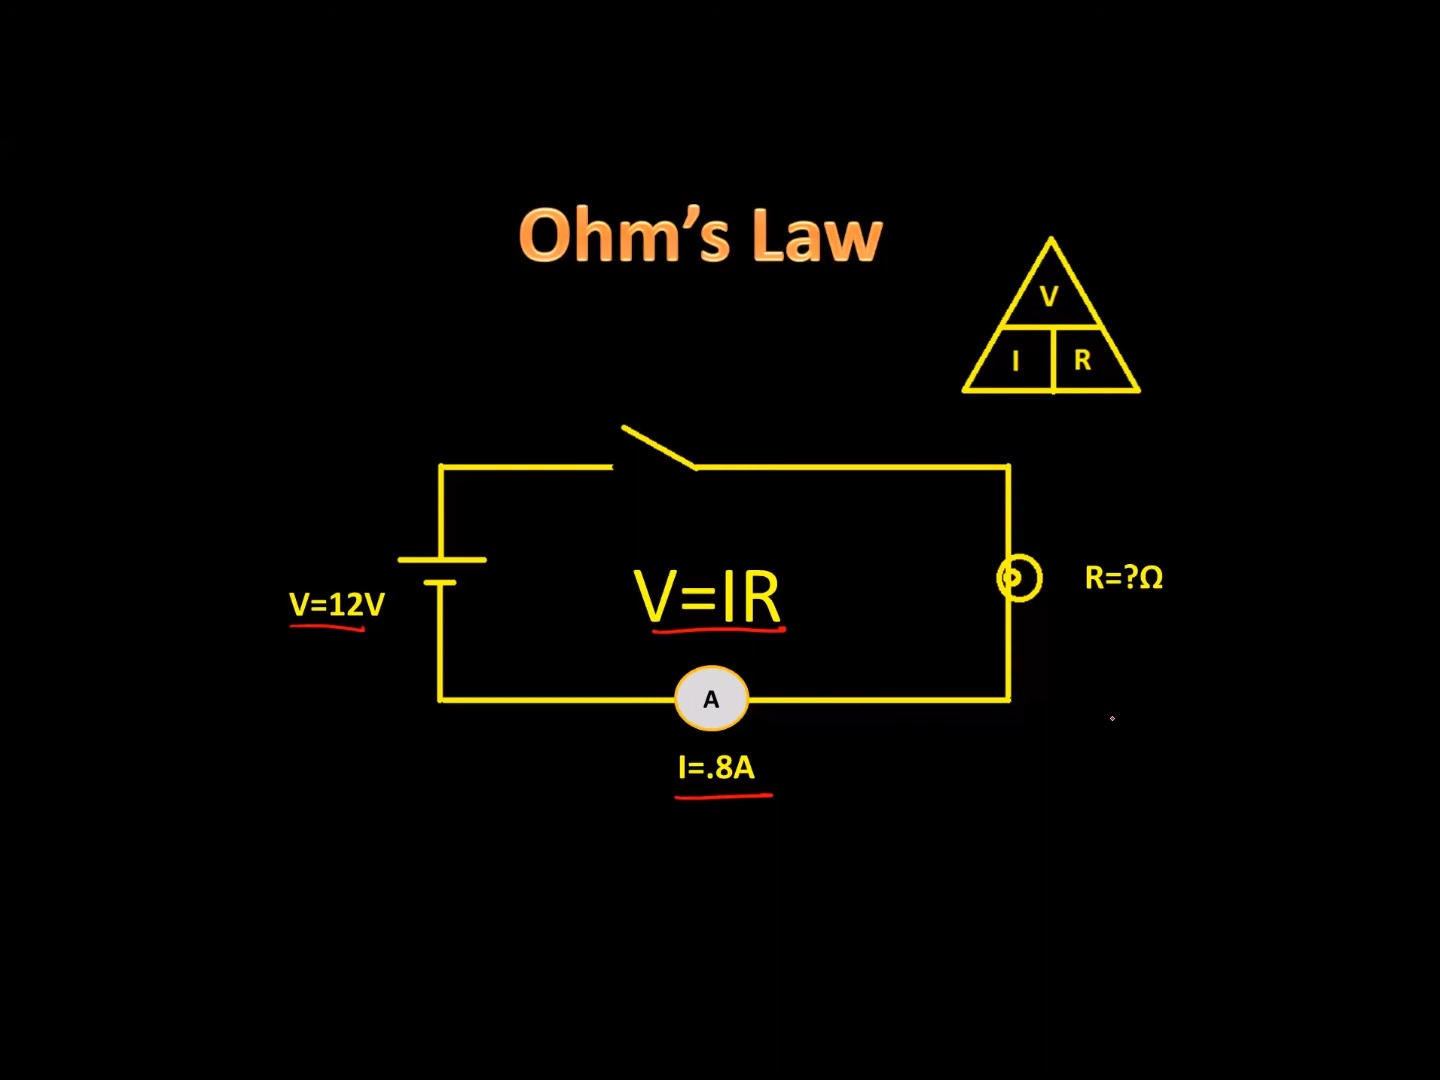 Ohm’s Law
V
I R
V=12V
V=IR
R=?Ω
A
I=.8A